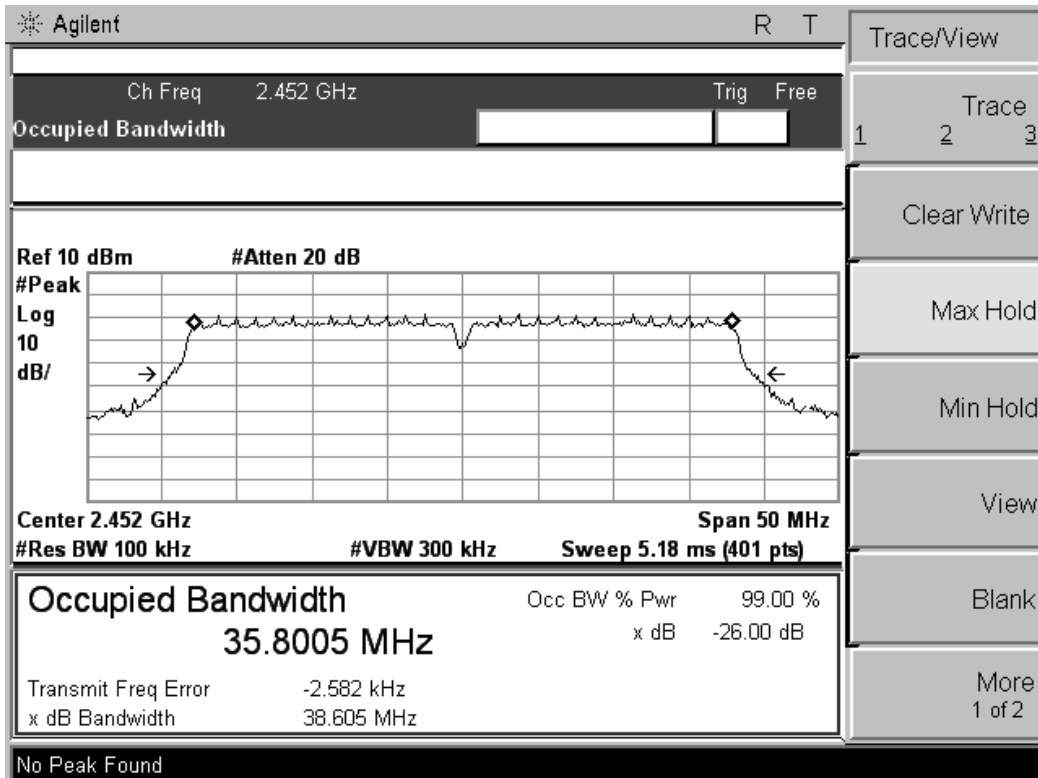 Agilent R T
Ch Freq 2.452 GHz Trig Free
Occupied Bandwidth
Ref 10 dBm #Atten 20 dB
#Peak
Log
10
dB/
Center 2.452 GHz Span 50 MHz
#Res BW 100 kHz #VBW 300 kHz Sweep 5.18 ms (401 pts)
Occupied Bandwidth
35.8005 MHz
Occ BW % Pwr 99.00 %
x dB -26.00 dB
Transmit Freq Error -2.582 kHz
x dB Bandwidth 38.605 MHz
No Peak Found
Trace/View
Trace
1 2 3
Clear Write
Max Hold
Min Hold
View
Blank
More
1 of 2